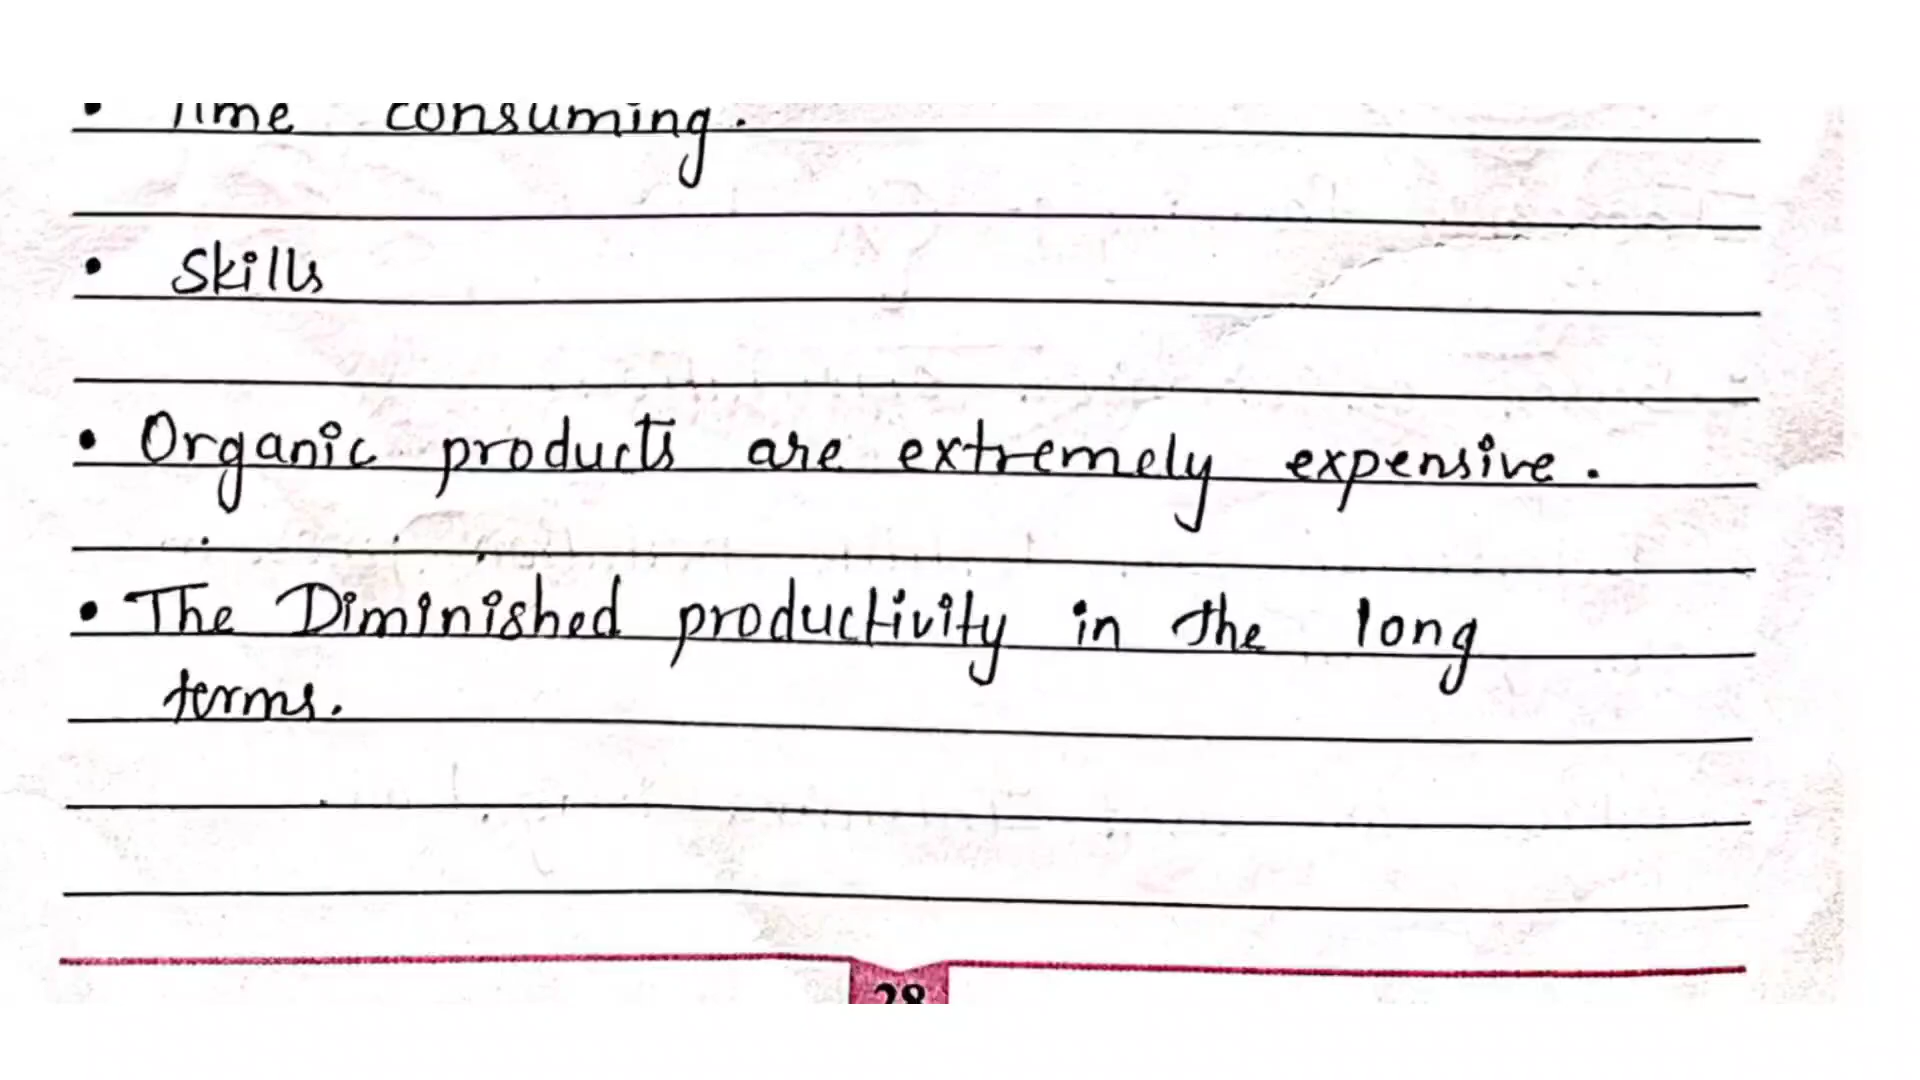 • Time consuming.
• Skills
• Organic products are extremely expensive.
• The Diminished productivity in the long
terms.
28